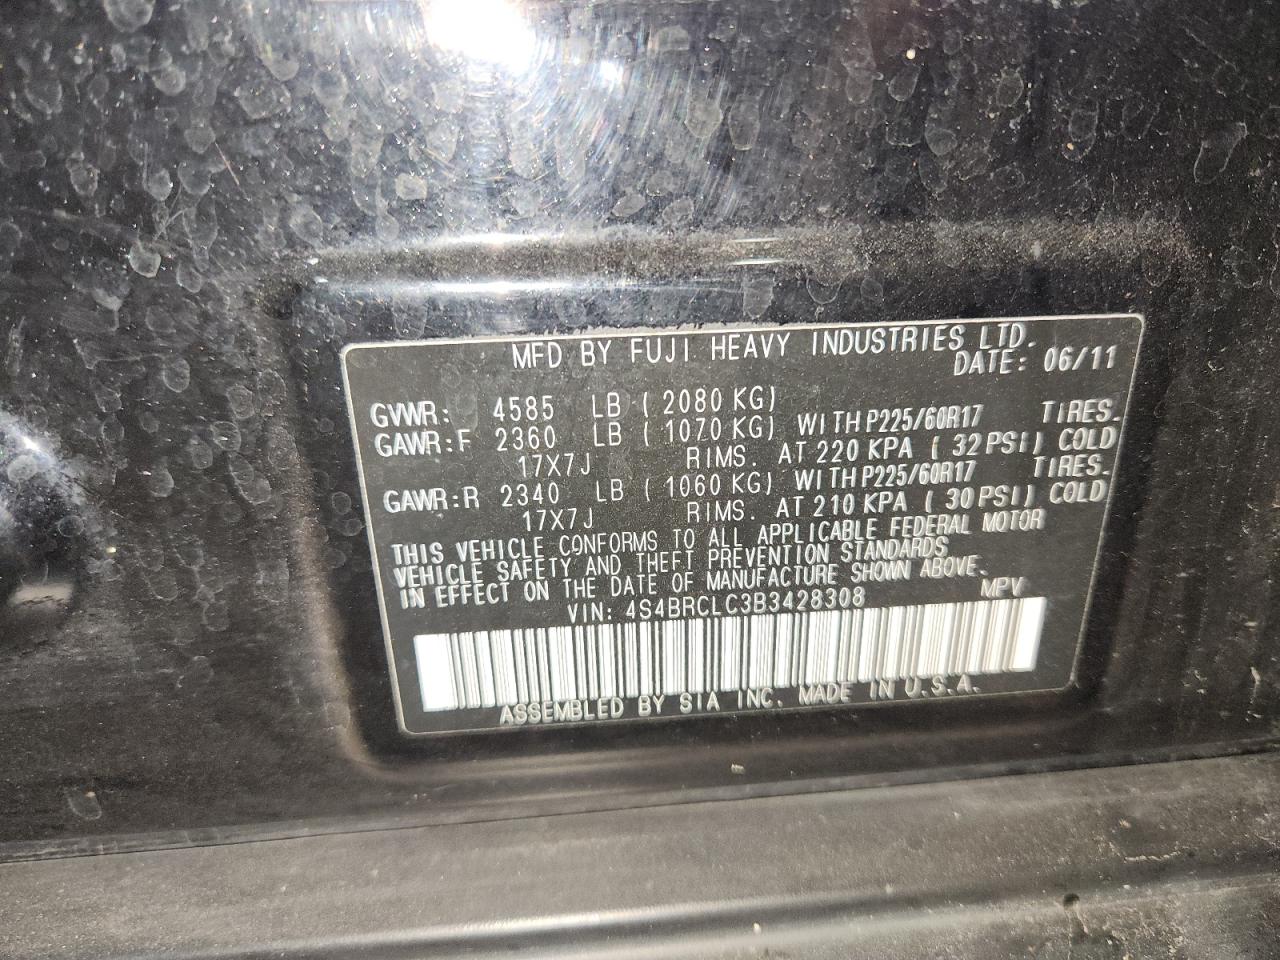 MFD BY FUJI HEAVY INDUSTRIES LTD.
DATE: 06/11
GVWR: 4585 LB ( 2080 KG)
GAWR:F 2360 LB ( 1070 KG) WITH P225/60R17 TIRES.
17X7J RIMS. AT 220 KPA ( 32 PSI) COLD
GAWR:R 2340 LB ( 1060 KG) WITH P225/60R17 TIRES.
17X7J RIMS. AT 210 KPA ( 30 PSI) COLD
THIS VEHICLE CONFORMS TO ALL APPLICABLE FEDERAL MOTOR
VEHICLE SAFETY AND THEFT PREVENTION STANDARDS
IN EFFECT ON THE DATE OF MANUFACTURE SHOWN ABOVE.
VIN: 4S4BRCLC3B3428308 MPV
ASSEMBLED BY SIA INC. MADE IN U.S.A.